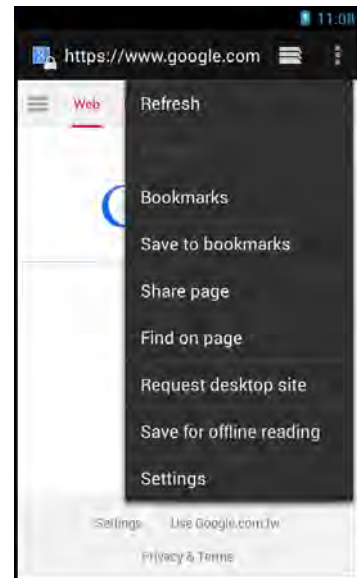 11:08
https://www.google.com
Web
Refresh
Bookmarks
Save to bookmarks
Share page
Find on page
Request desktop site
Save for offline reading
Settings
Settings Use Google.com.tw
Privacy & Terms